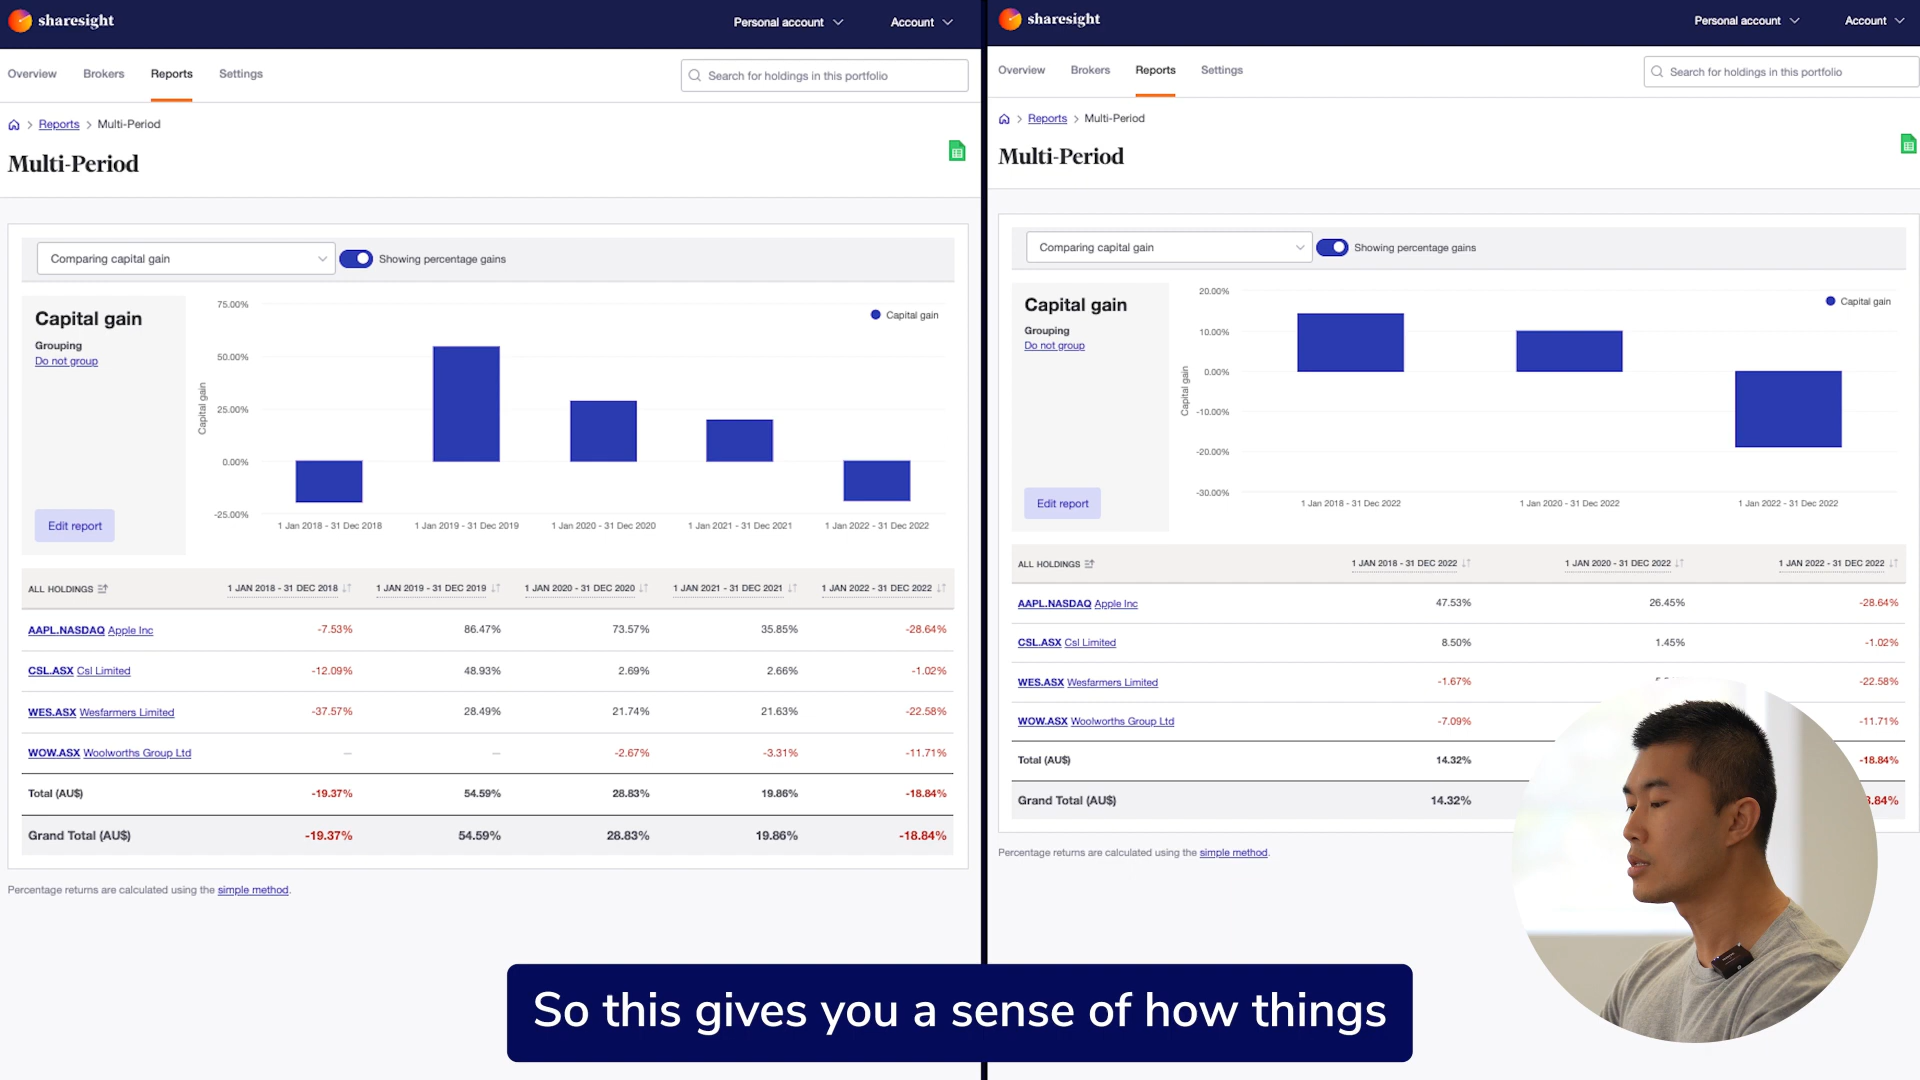 sharesight
Personal account
Account
Overview
Brokers
Reports
Settings
Search for holdings in this portfolio
Reports
Multi-Period
Multi-Period
Comparing capital gain
Showing percentage gains
Capital gain
Grouping
Do not group
Edit report
Capital gain
75.00%
50.00%
25.00%
0.00%
-25.00%
Capital gain
1 Jan 2018 - 31 Dec 2018
1 Jan 2019 - 31 Dec 2019
1 Jan 2020 - 31 Dec 2020
1 Jan 2021 - 31 Dec 2021
1 Jan 2022 - 31 Dec 2022
ALL HOLDINGS 1 JAN 2018 - 31 DEC 2018 1 JAN 2019 - 31 DEC 2019 1 JAN 2020 - 31 DEC 2020 1 JAN 2021 - 31 DEC 2021 1 JAN 2022 - 31 DEC 2022
AAPL.NASDAQ Apple Inc -7.53% 86.47% 73.57% 35.85% -28.64%
CSL.ASX Csl Limited -12.09% 48.93% 2.69% 2.66% -1.02%
WES.ASX Wesfarmers Limited -37.57% 28.49% 21.74% 21.63% -22.58%
WOW.ASX Woolworths Group Ltd — — -2.67% -3.31% -11.71%
Total (AU$) -19.37% 54.59% 28.83% 19.86% -18.84%
Grand Total (AU$) -19.37% 54.59% 28.83% 19.86% -18.84%
Percentage returns are calculated using the simple method.
sharesight
Personal account
Account
Overview
Brokers
Reports
Settings
Search for holdings in this portfolio
Reports
Multi-Period
Multi-Period
Comparing capital gain
Showing percentage gains
Capital gain
Grouping
Do not group
Edit report
Capital gain
20.00%
10.00%
0.00%
-10.00%
-20.00%
-30.00%
Capital gain
1 Jan 2018 - 31 Dec 2022
1 Jan 2020 - 31 Dec 2022
1 Jan 2022 - 31 Dec 2022
ALL HOLDINGS 1 JAN 2018 - 31 DEC 2022 1 JAN 2020 - 31 DEC 2022 1 JAN 2022 - 31 DEC 2022
AAPL.NASDAQ Apple Inc 47.53% 26.45% -28.64%
CSL.ASX Csl Limited 8.50% 1.45% -1.02%
WES.ASX Wesfarmers Limited -1.67% -22.58%
WOW.ASX Woolworths Group Ltd -7.09% -11.71%
Total (AU$) 14.32% -18.84%
Grand Total (AU$) 14.32% .84%
Percentage returns are calculated using the simple method.
So this gives you a sense of how things